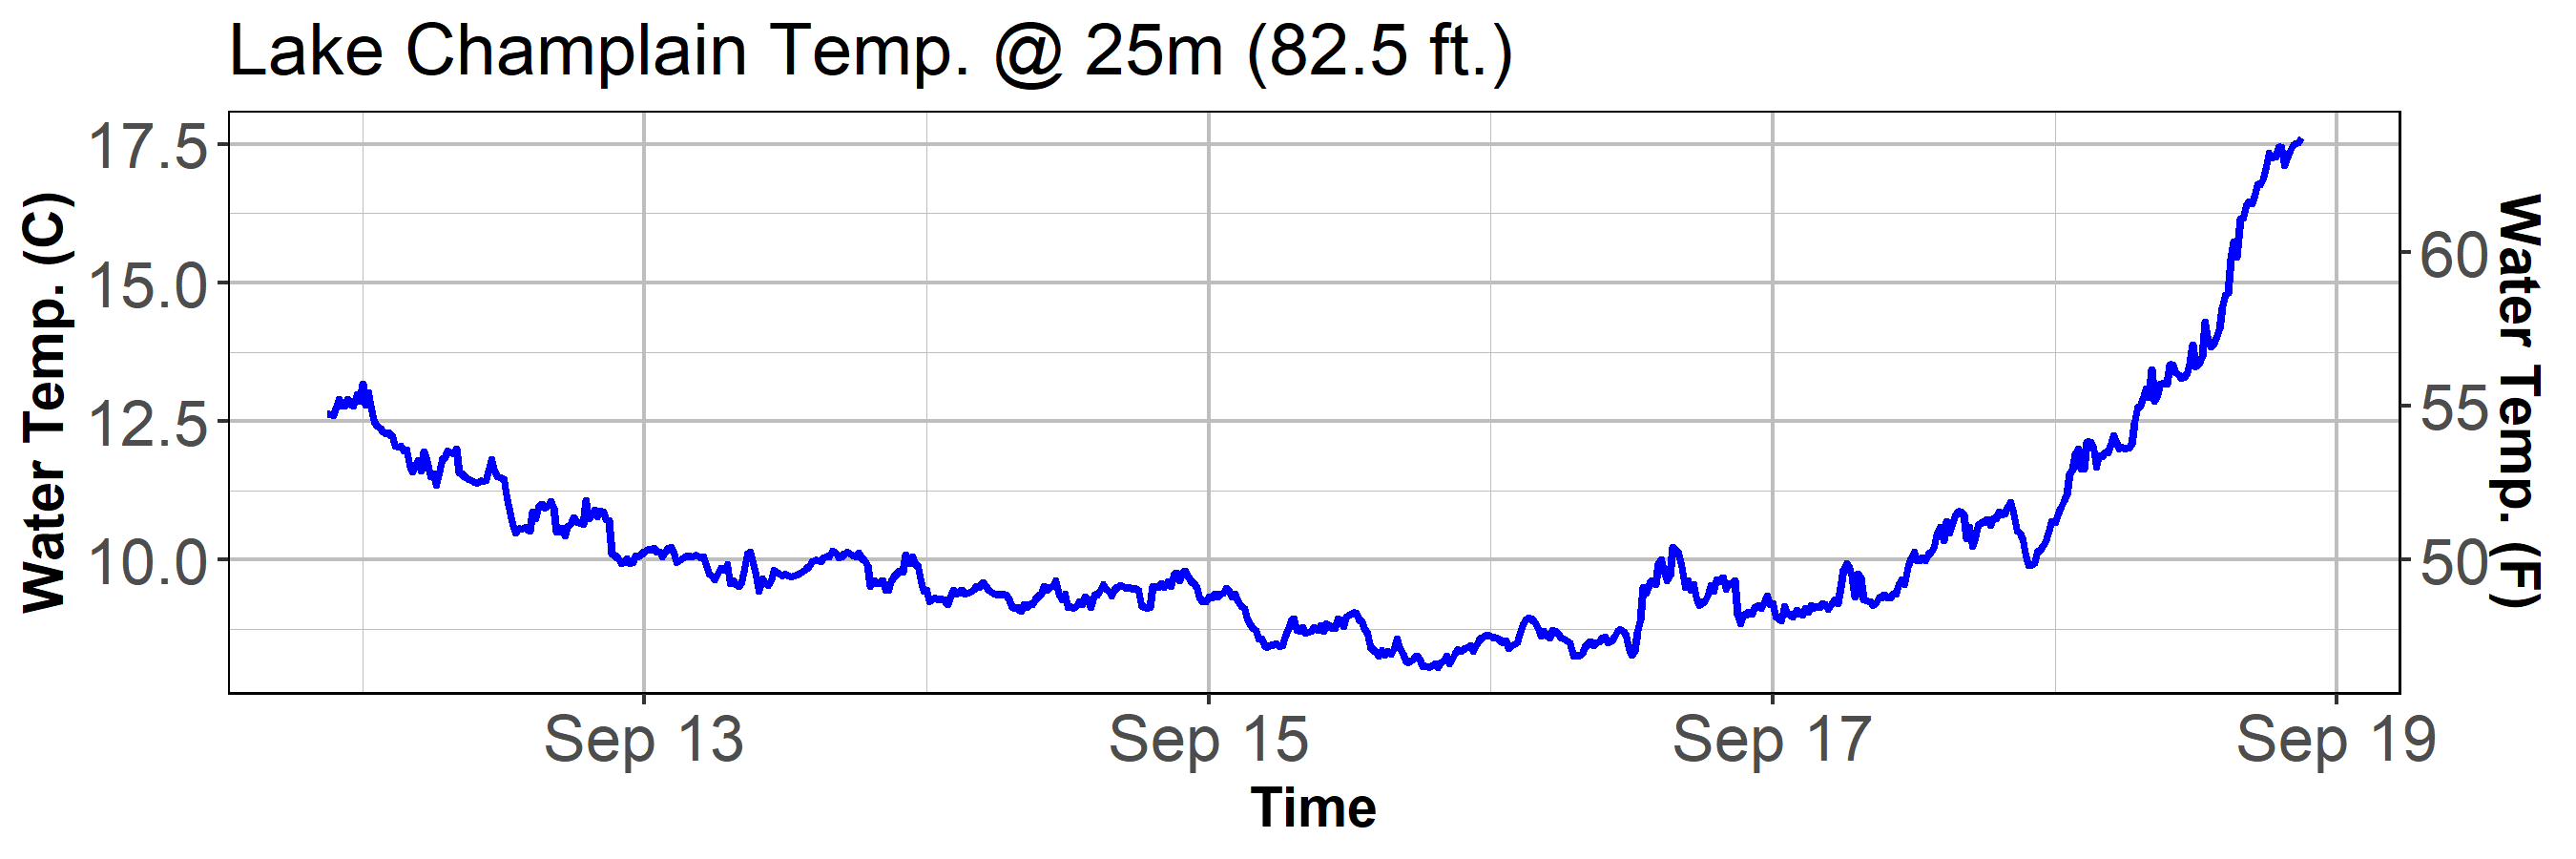 Lake Champlain Temp. @ 25m (82.5 ft.)
Water Temp. (C)
17.5
15.0
12.5
10.0
60
55
50
Water Temp. (F)
Sep 13 Sep 15 Sep 17 Sep 19
Time